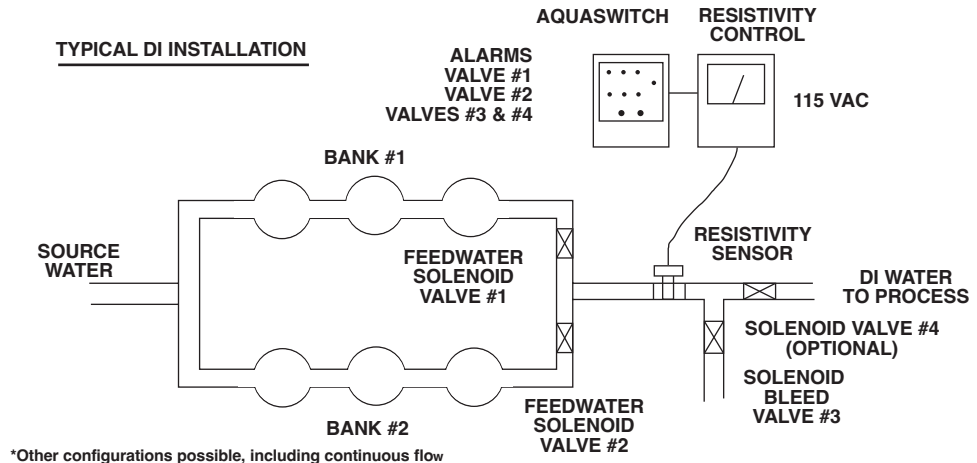 TYPICAL DI INSTALLATION
AQUASWITCH
RESISTIVITY
CONTROL
ALARMS
VALVE #1
VALVE #2
VALVES #3 & #4
115 VAC
BANK #1
SOURCE
WATER
FEEDWATER
SOLENOID
VALVE #1
RESISTIVITY
SENSOR
DI WATER
TO PROCESS
SOLENOID VALVE #4
(OPTIONAL)
SOLENOID
BLEED
VALVE #3
BANK #2
FEEDWATER
SOLENOID
VALVE #2
*Other configurations possible, including continuous flow